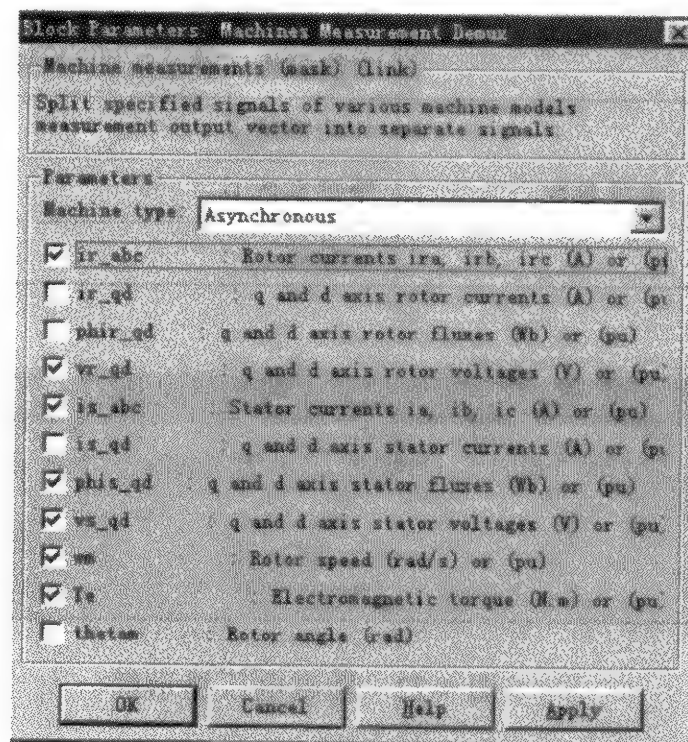 Block Parameters: Machines Measurement Demux
Machine measurements (mask) (link)
Split specified signals of various machine models
measurement output vector into separate signals
Parameters
Machine type: Asynchronous
ir_abc : Rotor currents ira, irb, irc (A) or (pu
ir_qd : q and d axis rotor currents (A) or (pu
phir_qd : q and d axis rotor fluxes (Wb) or (pu)
vr_qd : q and d axis rotor voltages (V) or (pu)
is_abc Stator currents ia, ib, ic (A) or (pu)
is_qd : q and d axis stator currents (A) or (pu
phis_qd : q and d axis stator fluxes (Wb) or (pu)
vs_qd : q and d axis stator voltages (V) or (pu)
wm : Rotor speed (rad/s) or (pu)
Te : Electromagnetic torque (N.m) or (pu)
thetam : Rotor angle (rad)
OK Cancel Help Apply